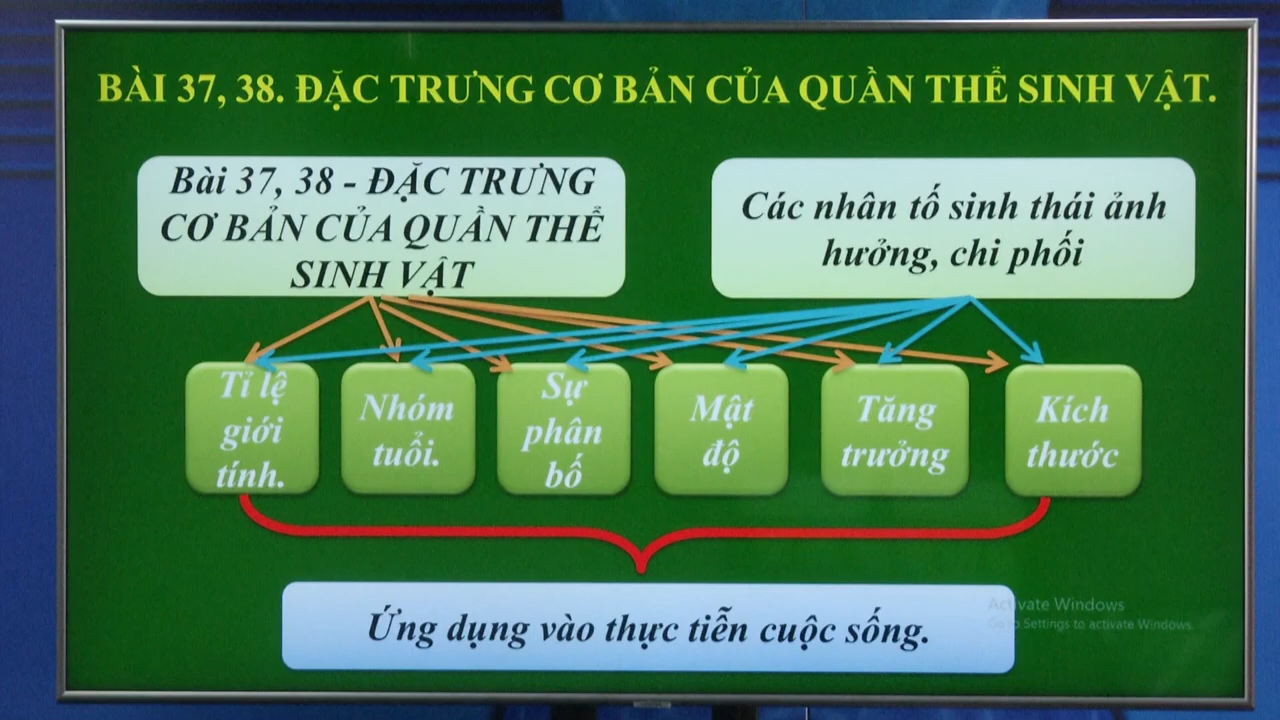 BÀI 37, 38. ĐẶC TRƯNG CƠ BẢN CỦA QUẦN THỂ SINH VẬT.
Bài 37, 38 - ĐẶC TRƯNG
CƠ BẢN CỦA QUẦN THỂ
SINH VẬT
Các nhân tố sinh thái ảnh
hưởng, chi phối
Tỉ lệ
giới
tính.
Nhóm
tuổi.
Sự
phân
bố
Mật
độ
Tăng
trưởng
Kích
thước
Ứng dụng vào thực tiễn cuộc sống.
Activate Windows
Go to Settings to activate Windows.